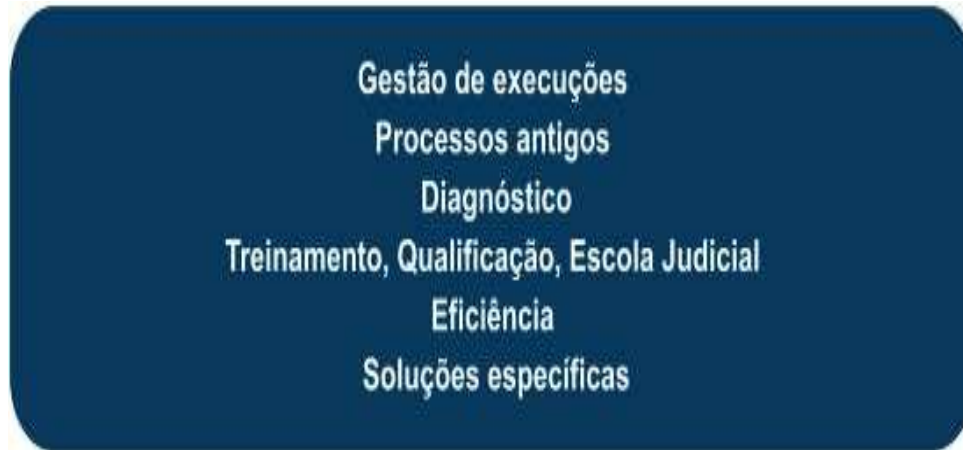 Gestão de execuções
Processos antigos
Diagnóstico
Treinamento, Qualificação, Escola Judicial
Eficiência
Soluções específicas